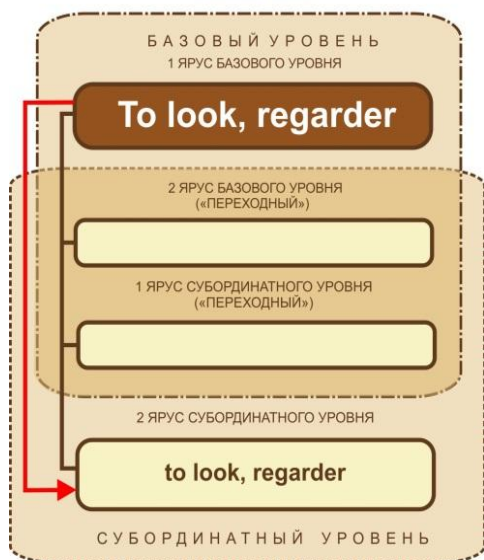 БАЗОВЫЙ УРОВЕНЬ
1 ЯРУС БАЗОВОГО УРОВНЯ
To look, regarder
2 ЯРУС БАЗОВОГО УРОВНЯ
(«ПЕРЕХОДНЫЙ»)
1 ЯРУС СУБОРДИНАТНОГО УРОВНЯ
(«ПЕРЕХОДНЫЙ»)
2 ЯРУС СУБОРДИНАТНОГО УРОВНЯ
to look, regarder
СУБОРДИНАТНЫЙ УРОВЕНЬ